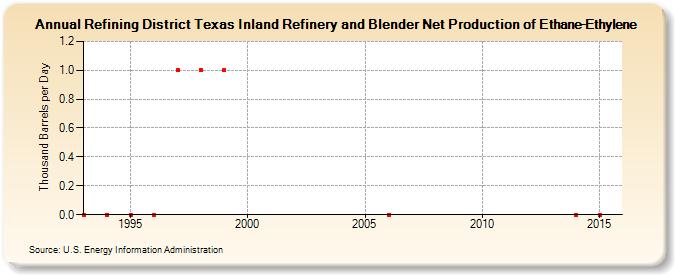 Annual Refining District Texas Inland Refinery and Blender Net Production of Ethane-Ethylene
Thousand Barrels per Day
1.2
1.0
0.8
0.6
0.4
0.2
0.0
1995 2000 2005 2010 2015
Source: U.S. Energy Information Administration